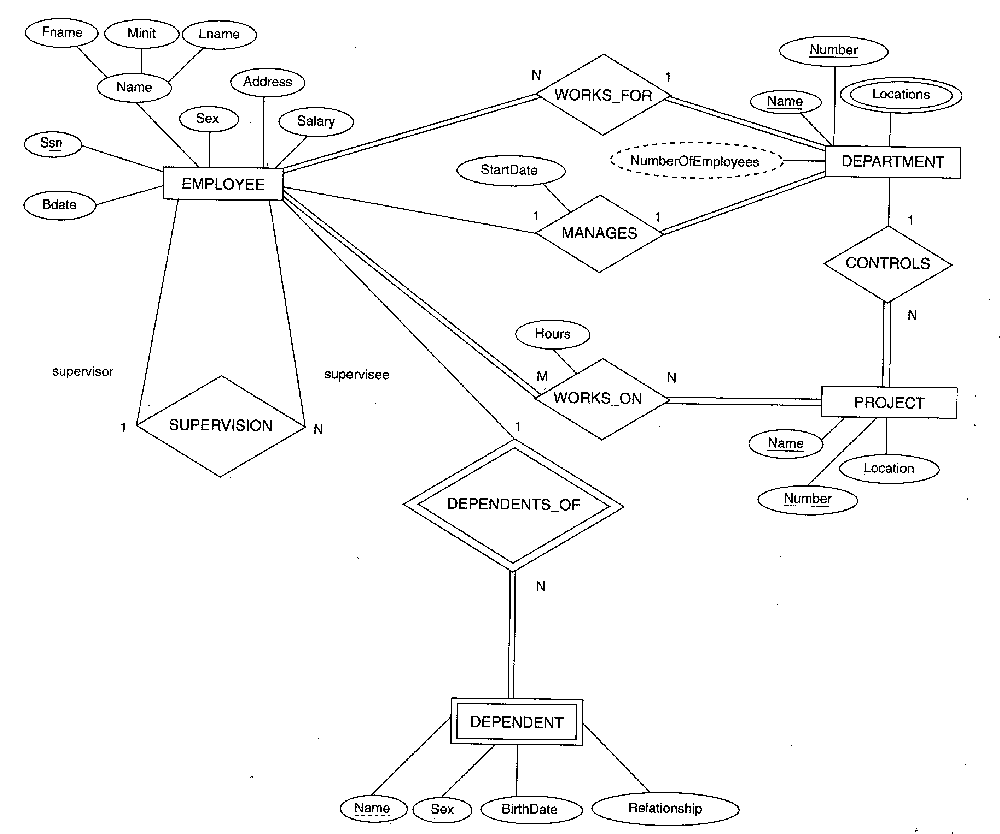 Fname
Minit
Lname
Name
Address
Sex
Salary
Ssn
Bdate
EMPLOYEE
N
WORKS_FOR
1
Number
Name
Locations
NumberOfEmployees
DEPARTMENT
StartDate
1
MANAGES
1
1
CONTROLS
N
Hours
M
WORKS_ON
N
PROJECT
Name
Number
Location
supervisor
supervisee
1
SUPERVISION
N
1
DEPENDENTS_OF
N
DEPENDENT
Name
Sex
BirthDate
Relationship